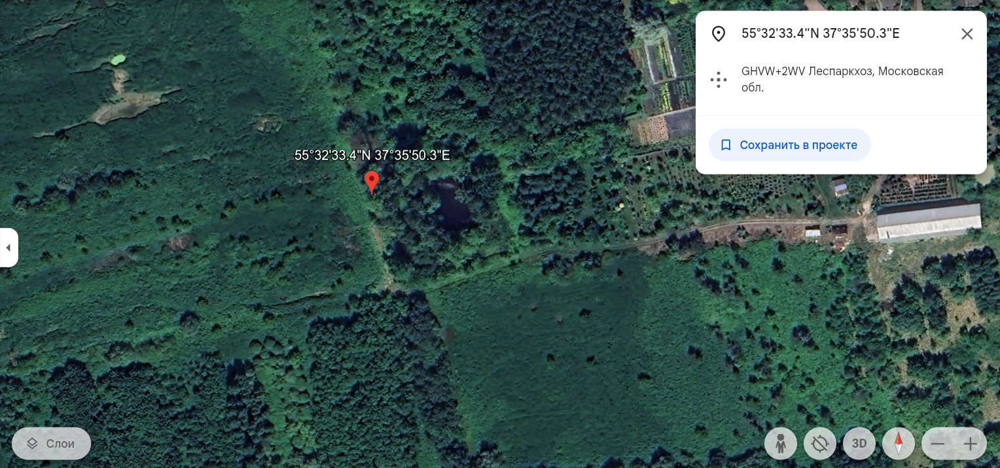 55°32'33.4"N 37°35'50.3"E
GHVW+2WV Леспаркхоз, Московская
обл.
Сохранить в проекте
55°32'33.4"N 37°35'50.3"E
Слои
3D